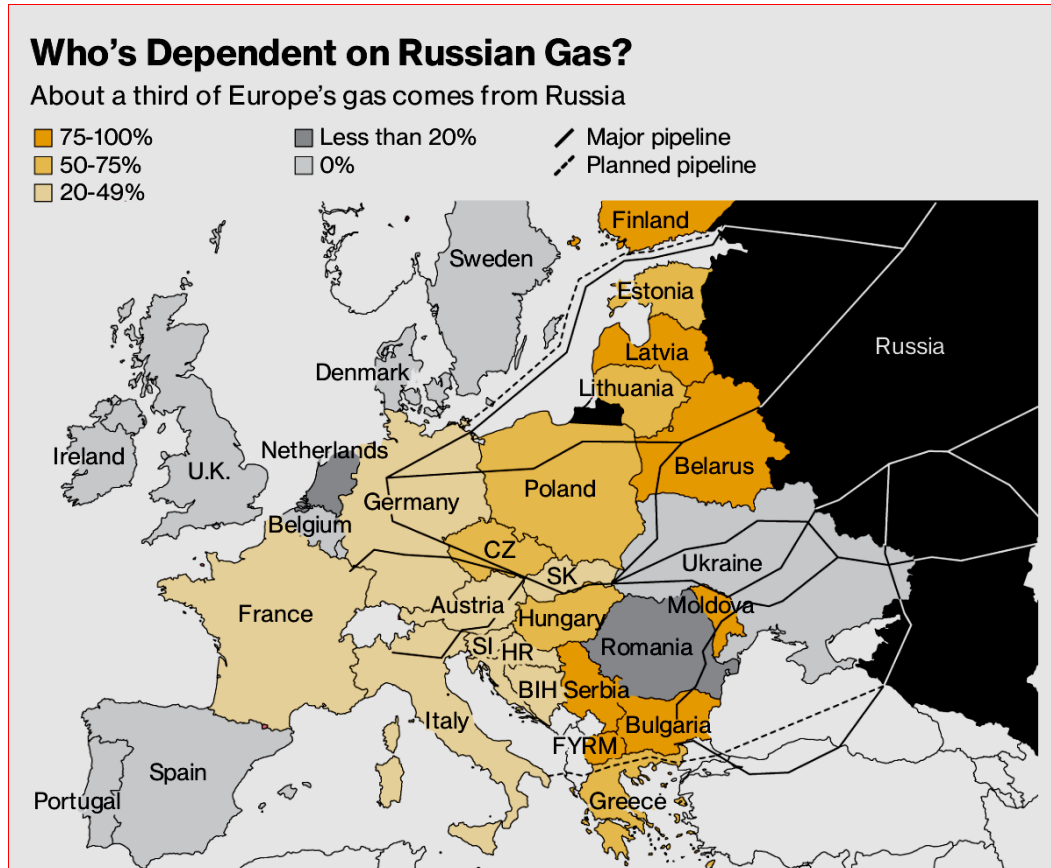 Who's Dependent on Russian Gas?
About a third of Europe's gas comes from Russia
75-100%
50-75%
20-49%
Less than 20%
0%
Major pipeline
Planned pipeline
Finland
Sweden
Estonia
Russia
Latvia
Denmark
Lithuania
Netherlands
Ireland
U.K.
Belarus
Germany
Poland
Belgium
CZ
Ukraine
SK
France
Austria
Moldova
Hungary
SI
HR
Romania
BIH
Serbia
Italy
Bulgaria
FYRM
Spain
Portugal
Greece